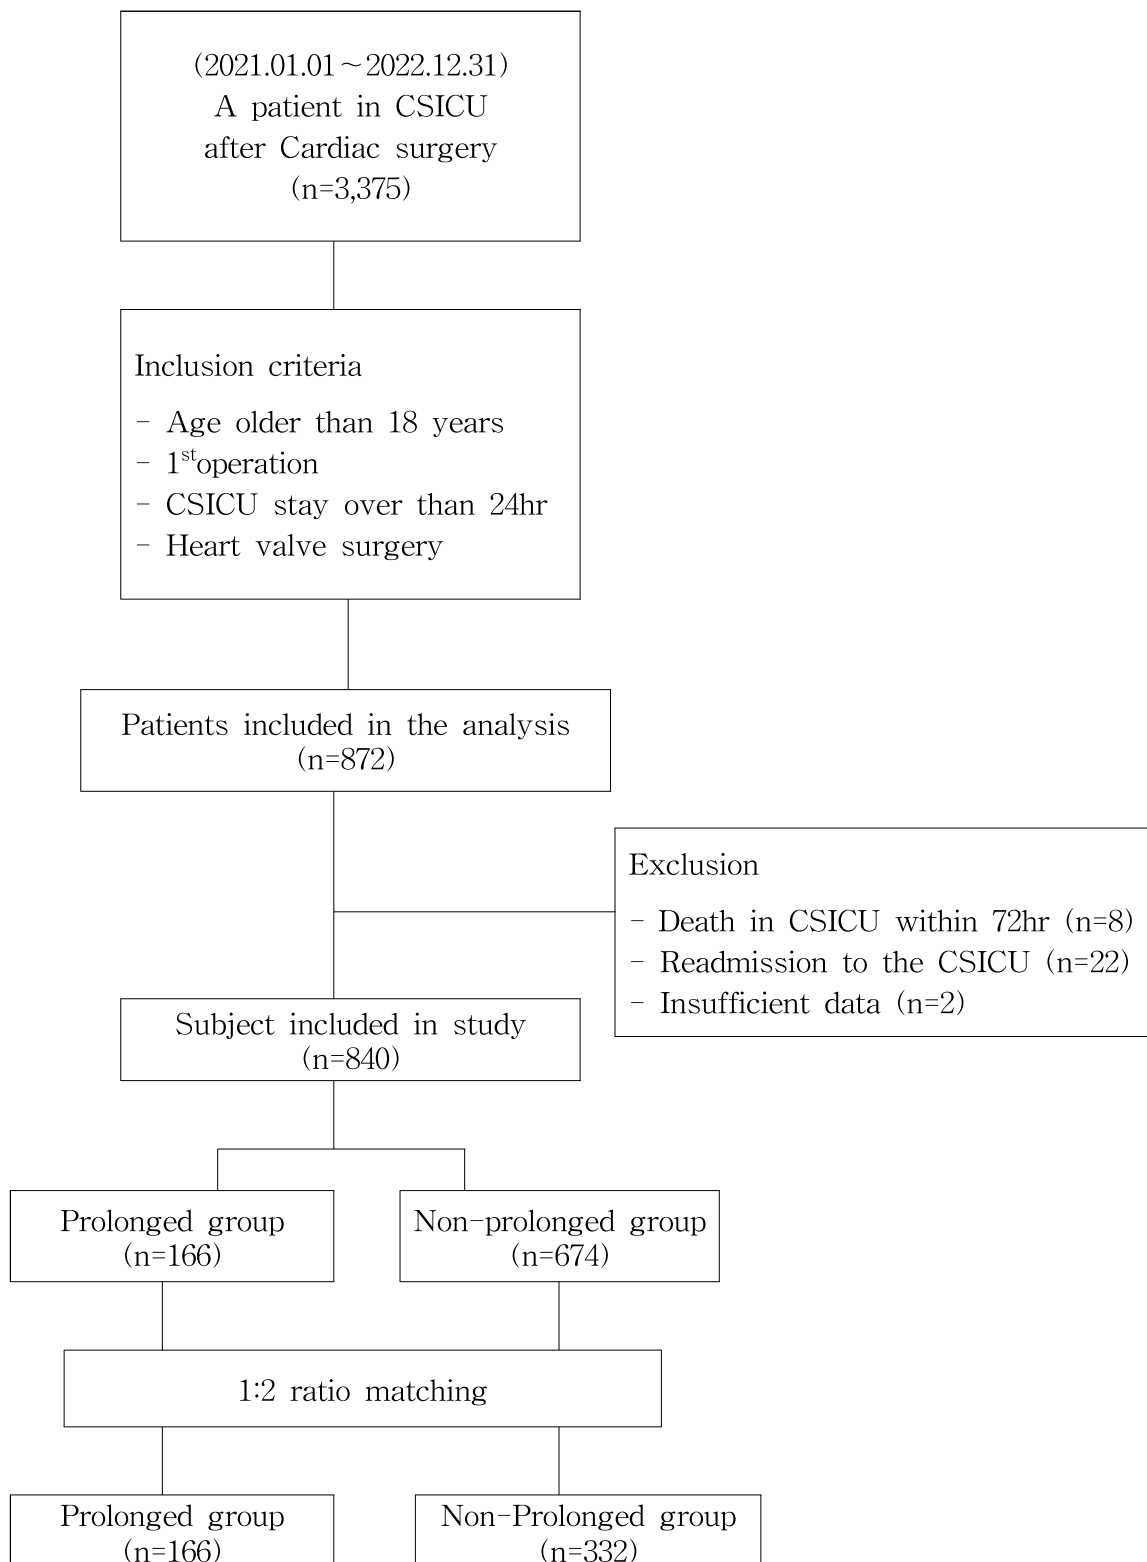 (2021.01.01～2022.12.31)
A patient in CSICU
after Cardiac surgery
(n=3,375)
Inclusion criteria
- Age older than 18 years
- 1stoperation
- CSICU stay over than 24hr
- Heart valve surgery
Patients included in the analysis
(n=872)
Exclusion
- Death in CSICU within 72hr (n=8)
- Readmission to the CSICU (n=22)
- Insufficient data (n=2)
Subject included in study
(n=840)
Prolonged group
(n=166)
Non-prolonged group
(n=674)
1:2 ratio matching
Prolonged group
(n=166)
Non-Prolonged group
(n=332)